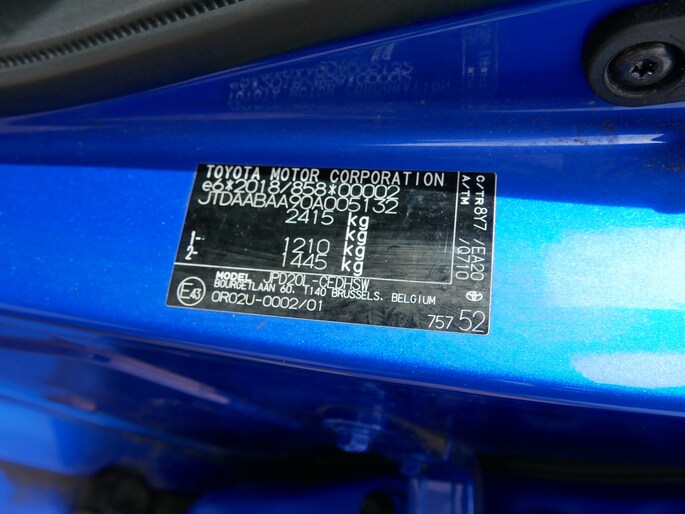 TOYOTA MOTOR CORPORATION
e6*2018/858*00002
JTDAABAA90A005132
2415 kg
kg
1-- 1210 kg
2- 1445 kg
MODEL JPD20L-CEDHSW
BOURGETLAAN 60, 1140 BRUSSELS, BELGIUM
E43 0R02U-0002/01
C/TR 8Y7 /EA20
A/TM /Q710
757 52